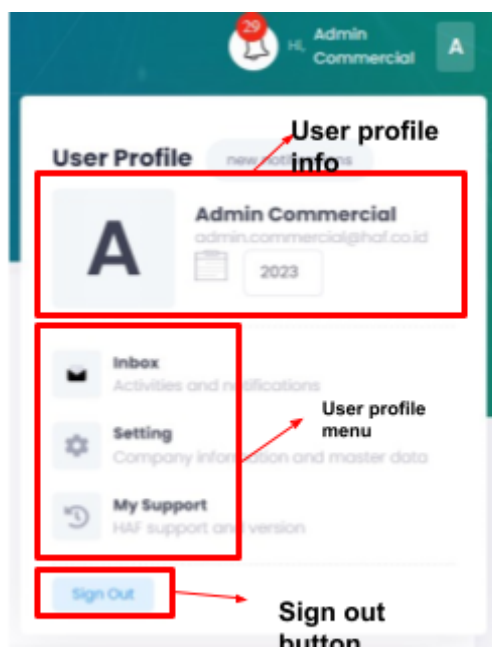 29
Hi, Admin
Commercial
A
User profile
info
User Profile
new notifications
A
Admin Commercial
admin.commercial@haf.co.id
2023
Inbox
Activities and notifications
User profile
menu
Setting
Company information and master data
My Support
HAF support and version
Sign Out
Sign out
button